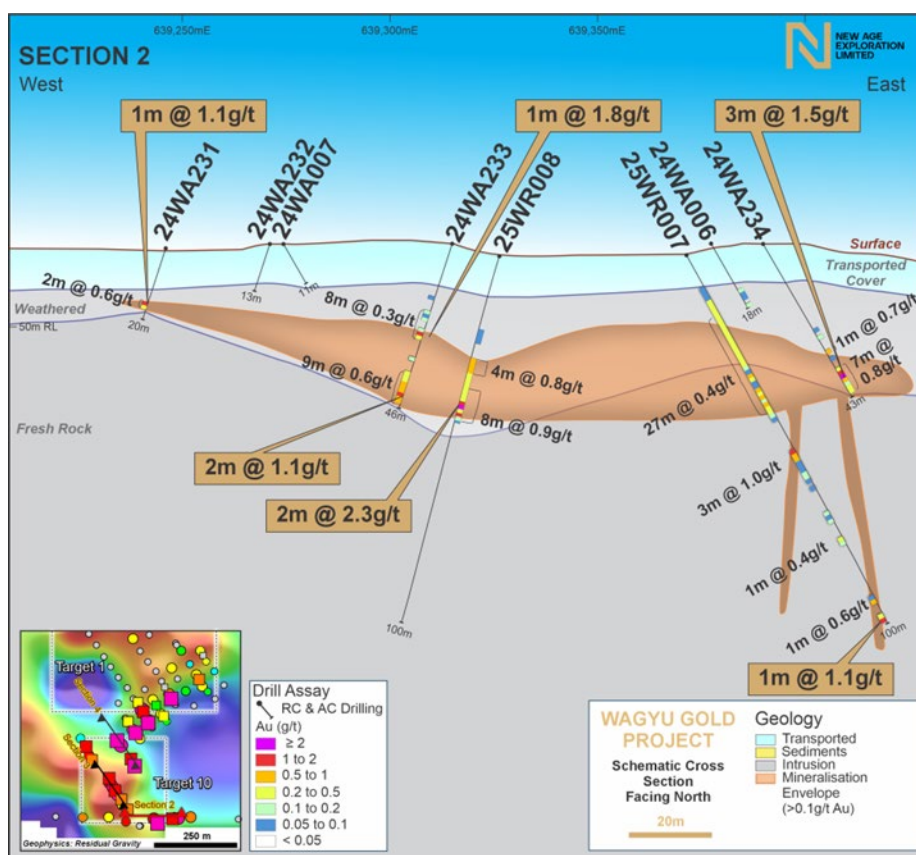 639,250mE
639,300mE
639,350mE
SECTION 2
West
NEW AGE
EXPLORATION
LIMITED
East
1m @ 1.1g/t
1m @ 1.8g/t
3m @ 1.5g/t
24WA231
24WA232
24WA007
24WA233
25WR008
25WR007
24WA006
24WA234
Surface
Transported
Cover
2m @ 0.6g/t
Weathered
50m RL
20m
13m
11m
8m @ 0.3g/t
18m
1m @ 0.7g/t
7m @
0.8g/t
9m @ 0.6g/t
46m
4m @ 0.8g/t
27m @ 0.4g/t
43m
Fresh Rock
8m @ 0.9g/t
2m @ 1.1g/t
2m @ 2.3g/t
3m @ 1.0g/t
1m @ 0.4g/t
100m
1m @ 0.6g/t
100m
1m @ 1.1g/t
Target 1
Target 10
Section 2
250 m
Geophysics: Residual Gravity
Drill Assay
RC & AC Drilling
Au (g/t)
≥ 2
1 to 2
0.5 to 1
0.2 to 0.5
0.1 to 0.2
0.05 to 0.1
< 0.05
WAGYU GOLD
PROJECT
Schematic Cross
Section
Facing North
20m
Geology
Transported
Sediments
Intrusion
Mineralisation
Envelope
(>0.1g/t Au)